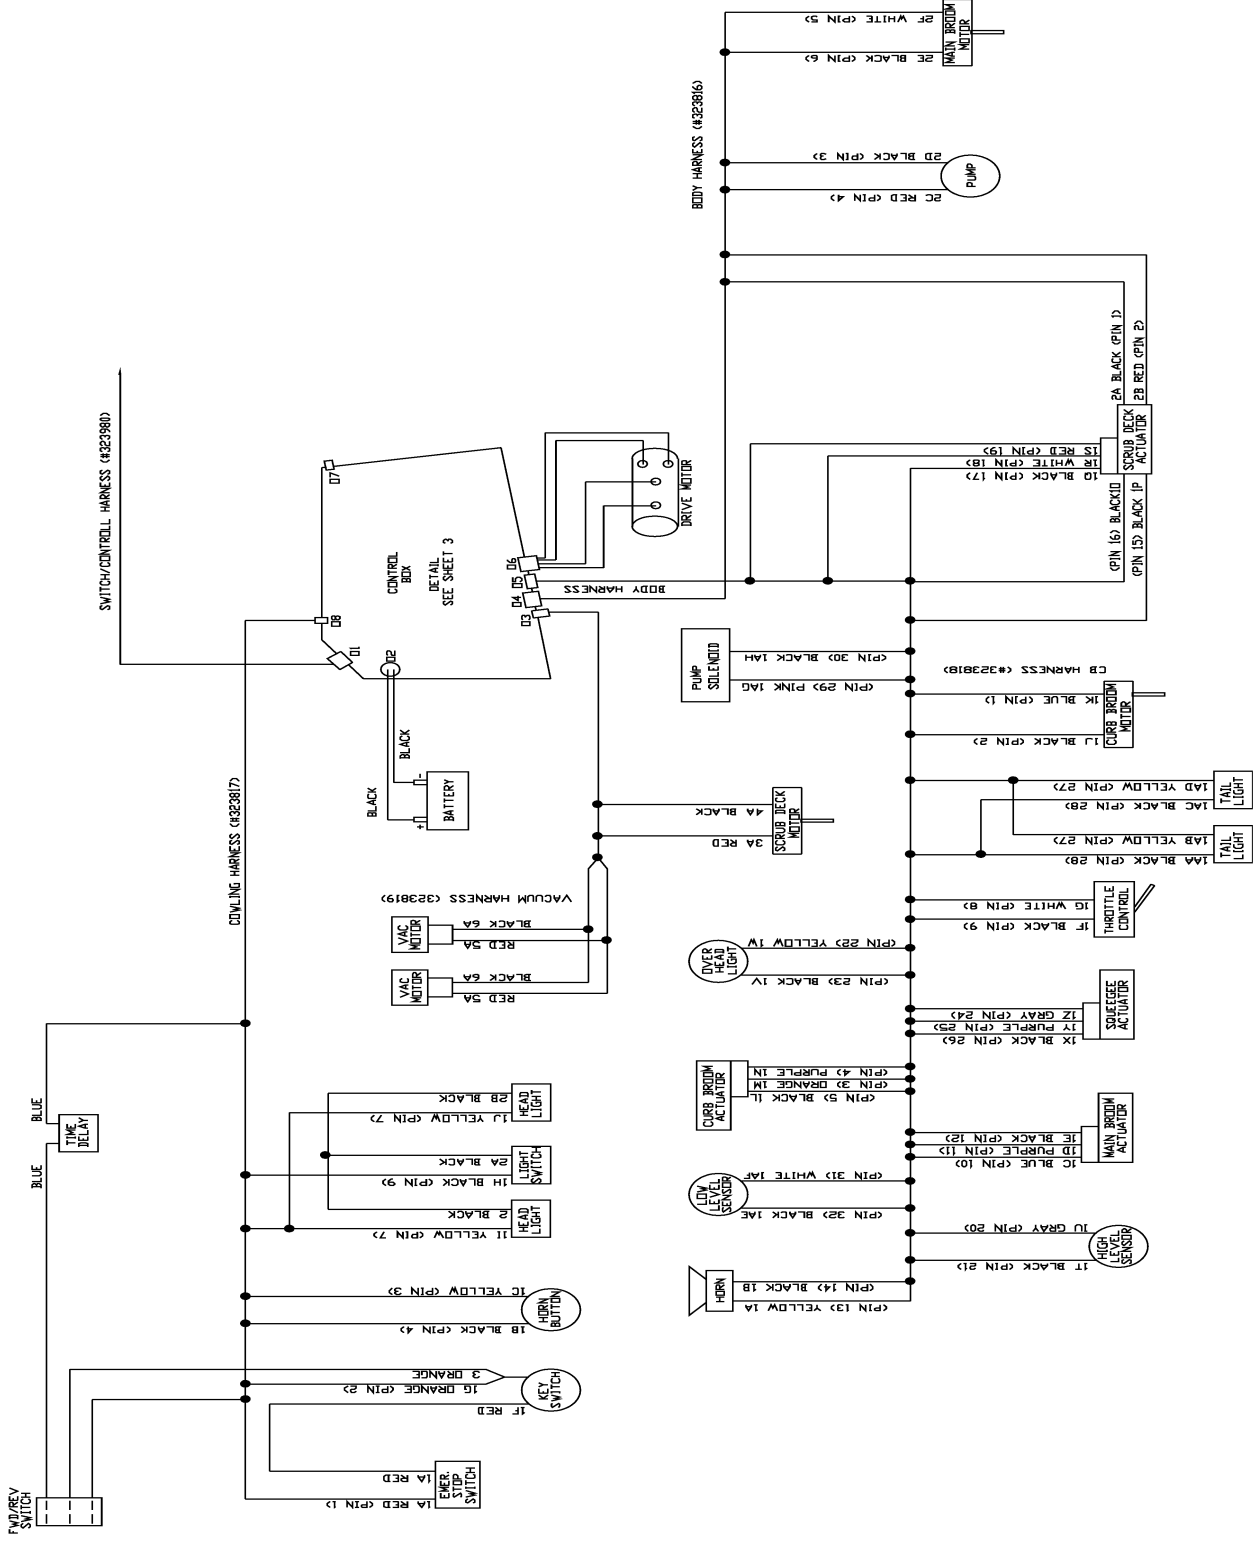 2F WHITE (PIN 5)
2E BLACK (PIN 6)
MAIN BROOM
MOTOR
BODY HARNESS (#323816)
2D BLACK (PIN 3)
2C RED (PIN 4)
PUMP
SWITCH/CONTROLL HARNESS (#323980)
07
08
01
02
CONTROL
BOX
DETAIL
SEE SHEET 3
06
05
04
03
DRIVE MOTOR
BODY HARNESS
2A BLACK (PIN 1)
2B RED (PIN 2)
SCRUB DECK
ACTUATOR
1S RED (PIN 19)
1R WHITE (PIN 18)
1Q BLACK (PIN 17)
(PIN 16) BLACK1O
(PIN 15) BLACK 1P
PUMP
SOLENOID
(PIN 30) BLACK 1AH
(PIN 29) PINK 1AG
CB HARNESS (#323818)
1K BLUE (PIN 1)
1J BLACK (PIN 2)
CURB BROOM
MOTOR
BLACK
BLACK
-
+
BATTERY
COWLING HARNESS (#323817)
4A BLACK
3A RED
SCRUB DECK
MOTOR
1AD YELLOW (PIN 27)
1AC BLACK (PIN 28)
TAIL
LIGHT
1AB YELLOW (PIN 27)
1AA BLACK (PIN 28)
TAIL
LIGHT
VACUUM HARNESS (323819)
VAC
MOTOR
BLACK 6A
RED 5A
VAC
MOTOR
BLACK 6A
RED 5A
1G WHITE (PIN 8)
1F BLACK (PIN 9)
THROTTLE
CONTROL
OVER
HEAD
LIGHT
(PIN 22) YELLOW 1W
(PIN 23) BLACK 1V
1Z GRAY (PIN 24)
1Y PURPLE (PIN 25)
1X BLACK (PIN 26)
SQUEEGEE
ACTUATOR
CURB BROOM
ACTUATOR
(PIN 4) PURPLE 1N
(PIN 3) ORANGE 1M
(PIN 5) BLACK 1L
BLUE
TIME
DELAY
BLUE
2B BLACK
1J YELLOW (PIN 7)
HEAD
LIGHT
2A BLACK
1H BLACK (PIN 9)
LIGHT
SWITCH
2 BLACK
1I YELLOW (PIN 7)
HEAD
LIGHT
1E BLACK (PIN 12)
1D PURPLE (PIN 11)
1C BLUE (PIN 10)
MAIN BROOM
ACTUATOR
LOW
LEVEL
SENSOR
(PIN 31) WHITE 1AF
(PIN 32) BLACK 1AE
1U GRAY (PIN 20)
1T BLACK (PIN 21)
HIGH
LEVEL
SENSOR
HORN
(PIN 14) BLACK 1B
(PIN 13) YELLOW 1A
1C YELLOW (PIN 3)
1B BLACK (PIN 4)
HORN
BUTTON
3 ORANGE
1G ORANGE (PIN 2)
1F RED
KEY
SWITCH
1A RED
1A RED (PIN 1)
EMER.
STOP
SWITCH
FWD/REV
SWITCH